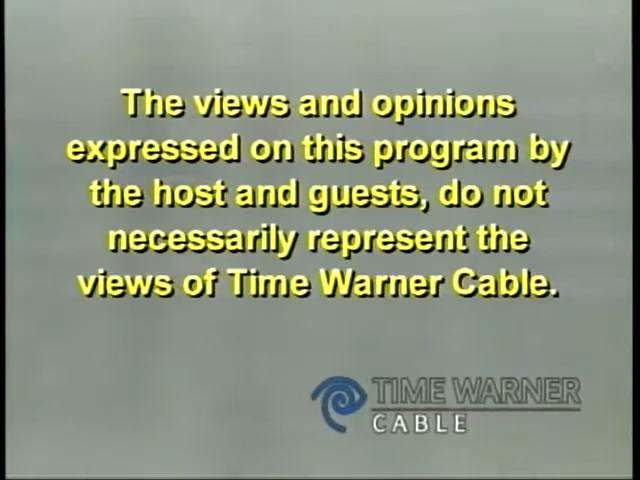 The views and opinions
expressed on this program by
the host and guests, do not
necessarily represent the
views of Time Warner Cable.
TIME WARNER
CABLE